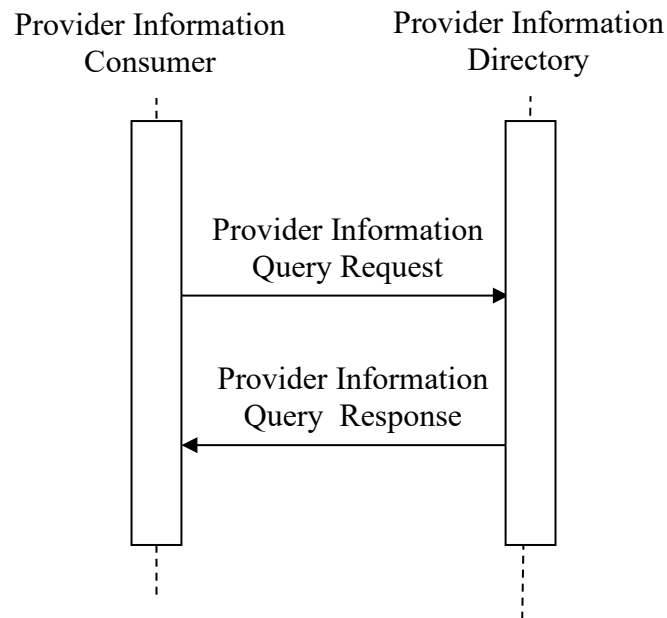 Provider Information
Consumer
Provider Information
Directory
Provider Information
Query Request
Provider Information
Query  Response